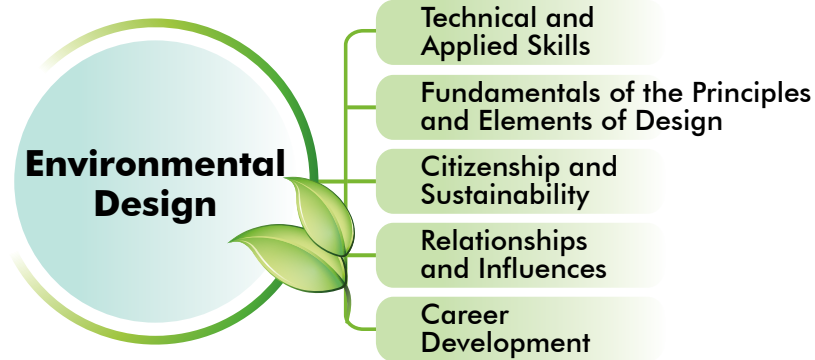 Environmental
Design
Technical and
Applied Skills
Fundamentals of the Principles
and Elements of Design
Citizenship and
Sustainability
Relationships
and Influences
Career
Development